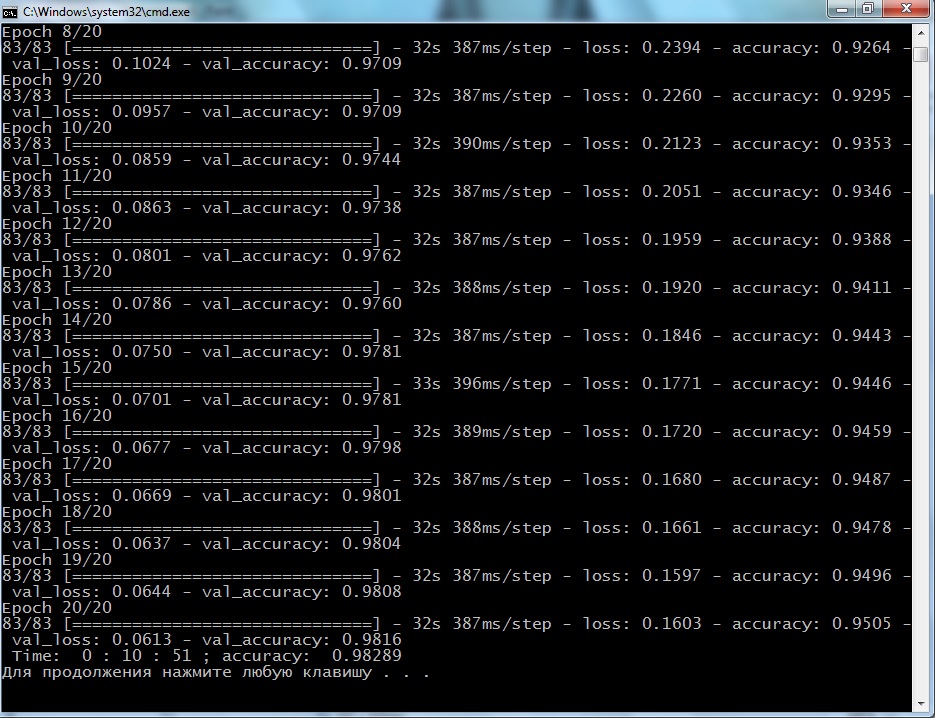 C:\Windows\system32\cmd.exe
Epoch 8/20
83/83 [==============================] - 32s 387ms/step - loss: 0.2394 - accuracy: 0.9264 -
val_loss: 0.1024 - val_accuracy: 0.9709
Epoch 9/20
83/83 [==============================] - 32s 387ms/step - loss: 0.2260 - accuracy: 0.9295 -
val_loss: 0.0957 - val_accuracy: 0.9709
Epoch 10/20
83/83 [==============================] - 32s 390ms/step - loss: 0.2123 - accuracy: 0.9353 -
val_loss: 0.0859 - val_accuracy: 0.9744
Epoch 11/20
83/83 [==============================] - 32s 387ms/step - loss: 0.2051 - accuracy: 0.9346 -
val_loss: 0.0863 - val_accuracy: 0.9738
Epoch 12/20
83/83 [==============================] - 32s 387ms/step - loss: 0.1959 - accuracy: 0.9388 -
val_loss: 0.0801 - val_accuracy: 0.9762
Epoch 13/20
83/83 [==============================] - 32s 388ms/step - loss: 0.1920 - accuracy: 0.9411 -
val_loss: 0.0786 - val_accuracy: 0.9760
Epoch 14/20
83/83 [==============================] - 32s 387ms/step - loss: 0.1846 - accuracy: 0.9443 -
val_loss: 0.0750 - val_accuracy: 0.9781
Epoch 15/20
83/83 [==============================] - 33s 396ms/step - loss: 0.1771 - accuracy: 0.9446 -
val_loss: 0.0701 - val_accuracy: 0.9781
Epoch 16/20
83/83 [==============================] - 32s 389ms/step - loss: 0.1720 - accuracy: 0.9459 -
val_loss: 0.0677 - val_accuracy: 0.9798
Epoch 17/20
83/83 [==============================] - 32s 387ms/step - loss: 0.1680 - accuracy: 0.9487 -
val_loss: 0.0669 - val_accuracy: 0.9801
Epoch 18/20
83/83 [==============================] - 32s 388ms/step - loss: 0.1661 - accuracy: 0.9478 -
val_loss: 0.0637 - val_accuracy: 0.9804
Epoch 19/20
83/83 [==============================] - 32s 387ms/step - loss: 0.1597 - accuracy: 0.9496 -
val_loss: 0.0644 - val_accuracy: 0.9808
Epoch 20/20
83/83 [==============================] - 32s 387ms/step - loss: 0.1603 - accuracy: 0.9505 -
val_loss: 0.0613 - val_accuracy: 0.9816
Time:  0 : 10 : 51 ; accuracy:  0.98289
Для продолжения нажмите любую клавишу . . .